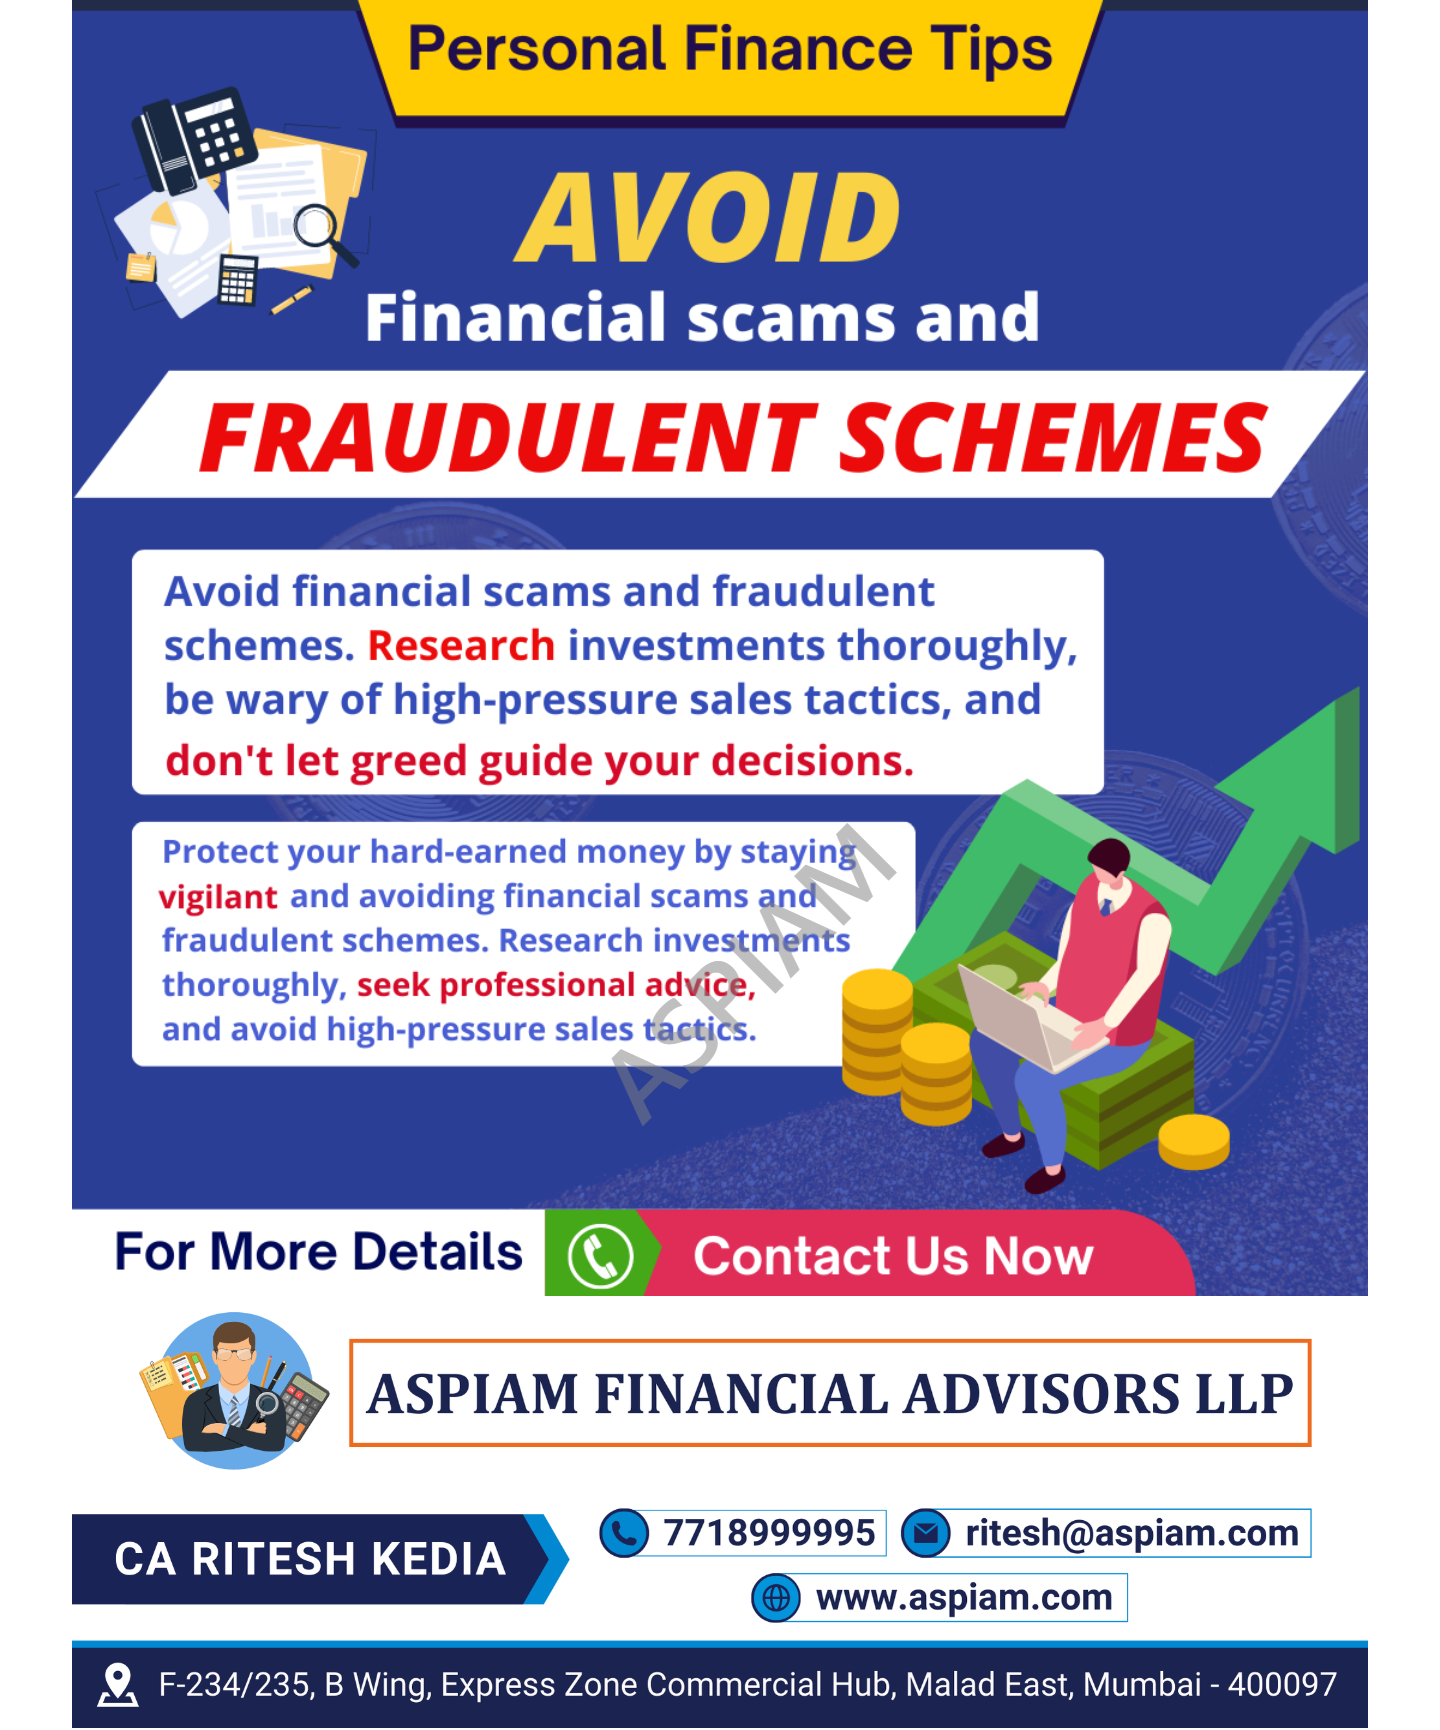 Personal Finance Tips
AVOID
Financial scams and
FRAUDULENT SCHEMES
Avoid financial scams and fraudulent
schemes. Research investments thoroughly,
be wary of high-pressure sales tactics, and
don't let greed guide your decisions.
Protect your hard-earned money by staying
vigilant and avoiding financial scams and
fraudulent schemes. Research investments
thoroughly, seek professional advice,
and avoid high-pressure sales tactics.
ASPIAM
For More Details
Contact Us Now
ASPIAM FINANCIAL ADVISORS LLP
CA RITESH KEDIA
7718999995
ritesh@aspiam.com
www.aspiam.com
F-234/235, B Wing, Express Zone Commercial Hub, Malad East, Mumbai - 400097